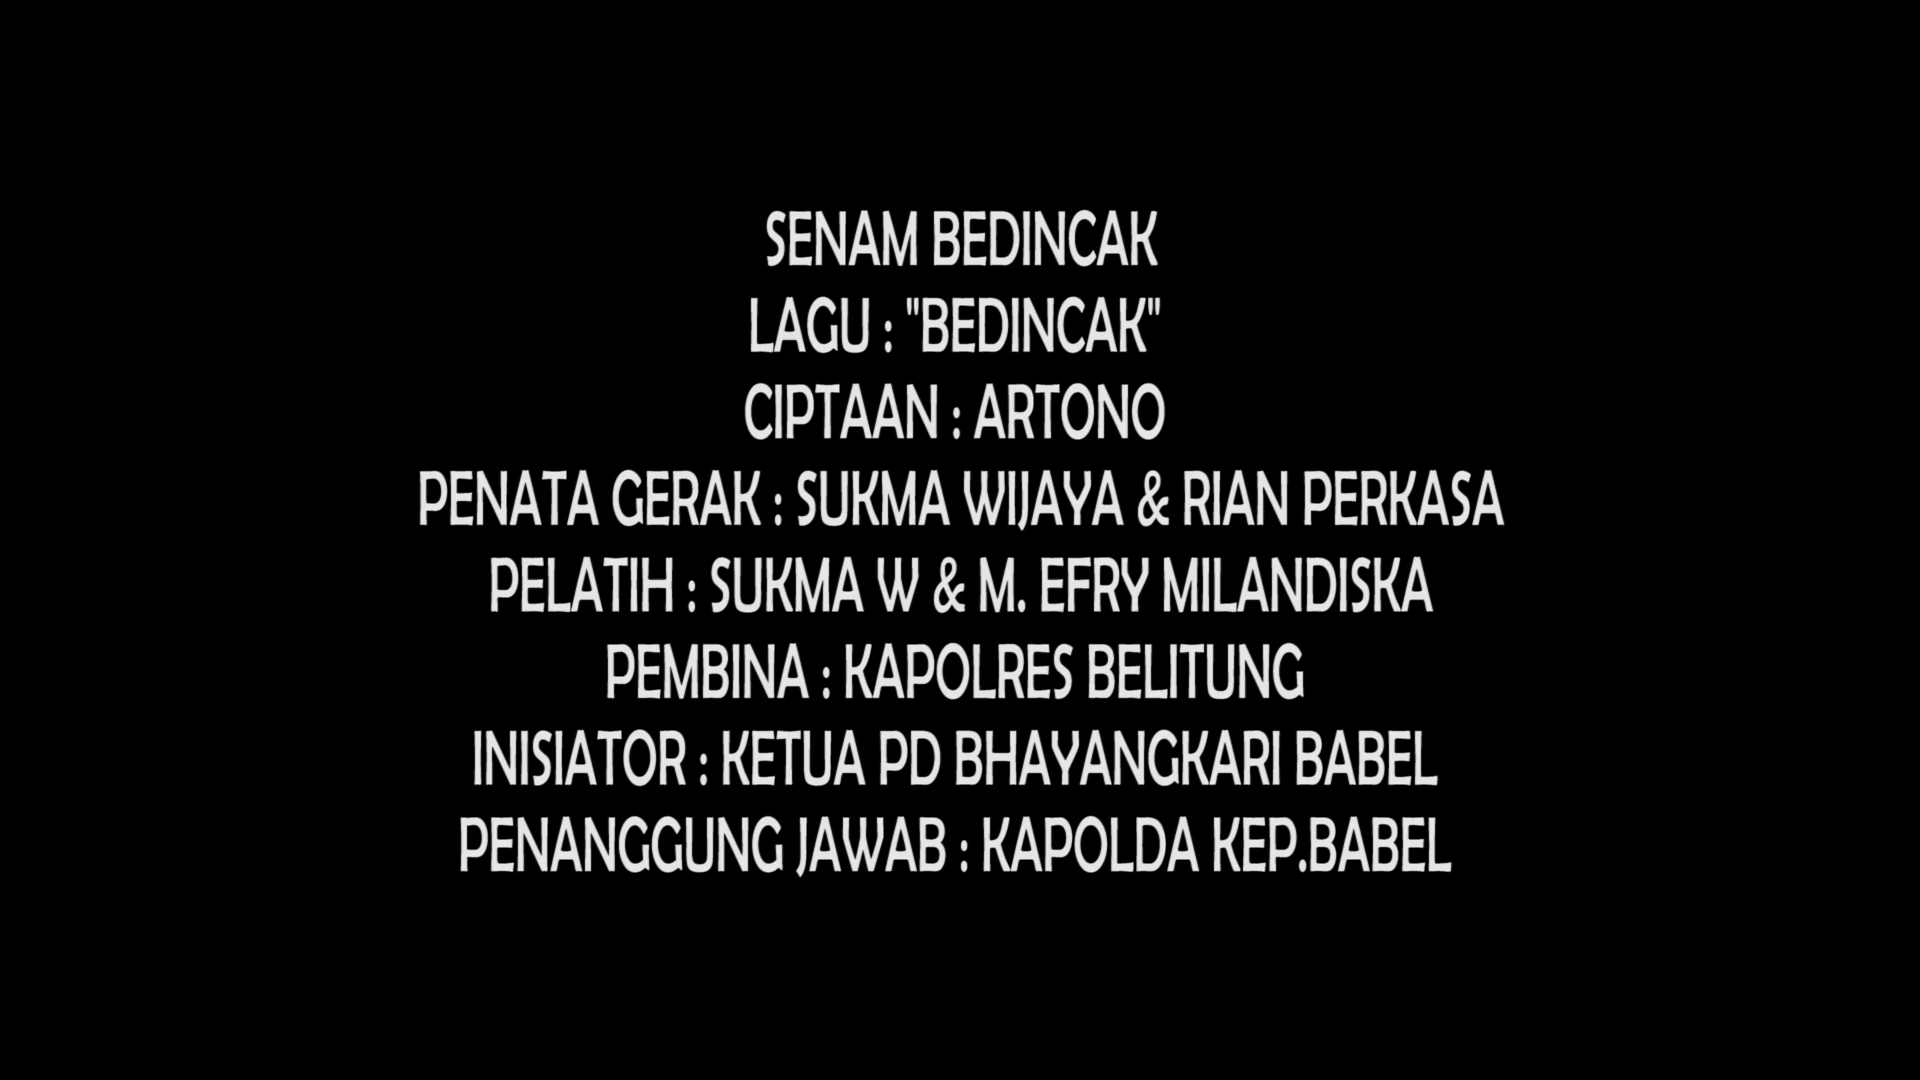 SENAM BEDINCAK
LAGU : "BEDINCAK"
CIPTAAN : ARTONO
PENATA GERAK : SUKMA WIJAYA & RIAN PERKASA
PELATIH : SUKMA W & M. EFRY MILANDISKA
PEMBINA : KAPOLRES BELITUNG
INISIATOR : KETUA PD BHAYANGKARI BABEL
PENANGGUNG JAWAB : KAPOLDA KEP.BABEL